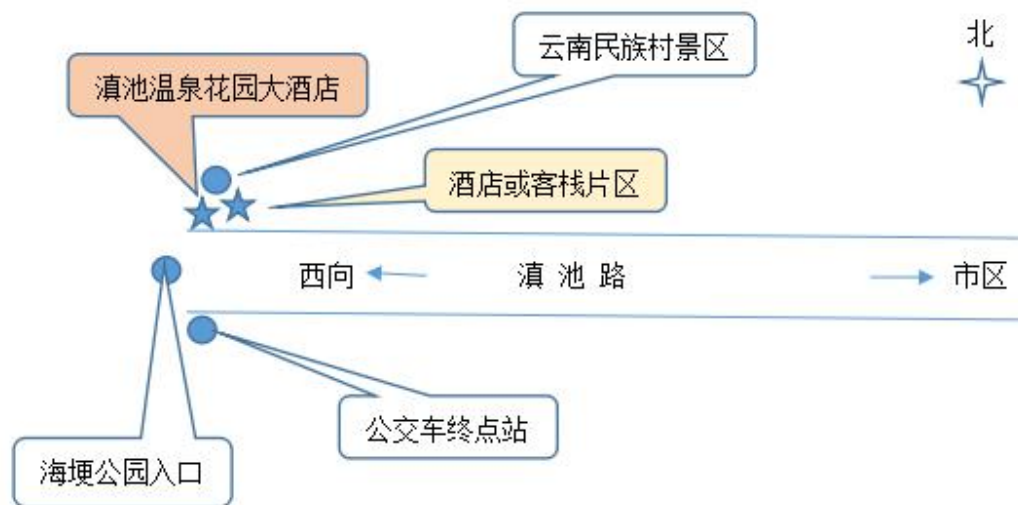 云南民族村景区
北
滇池温泉花园大酒店
酒店或客栈片区
西向
滇池路
市区
公交车终点站
海埂公园入口